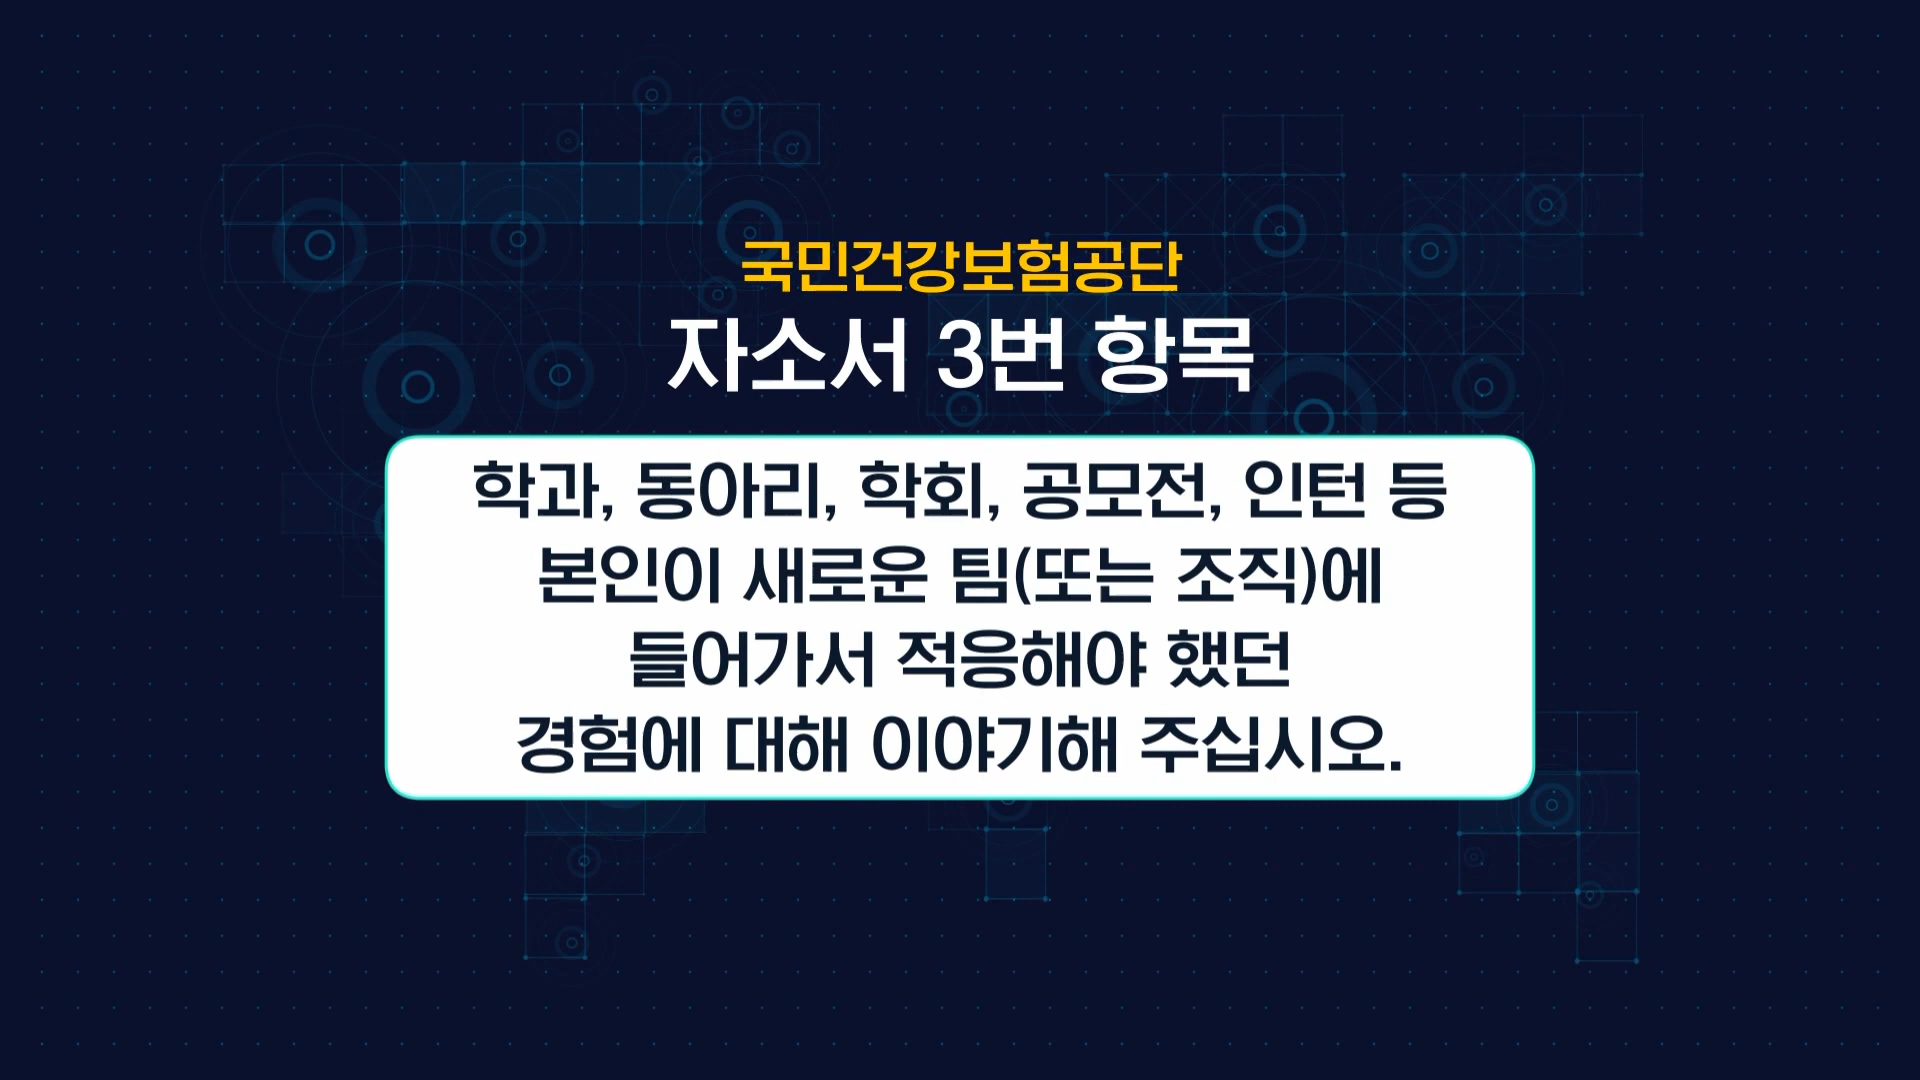 국민건강보험공단
자소서 3번 항목
학과, 동아리, 학회, 공모전, 인턴 등
본인이 새로운 팀(또는 조직)에
들어가서 적응해야 했던
경험에 대해 이야기해 주십시오.